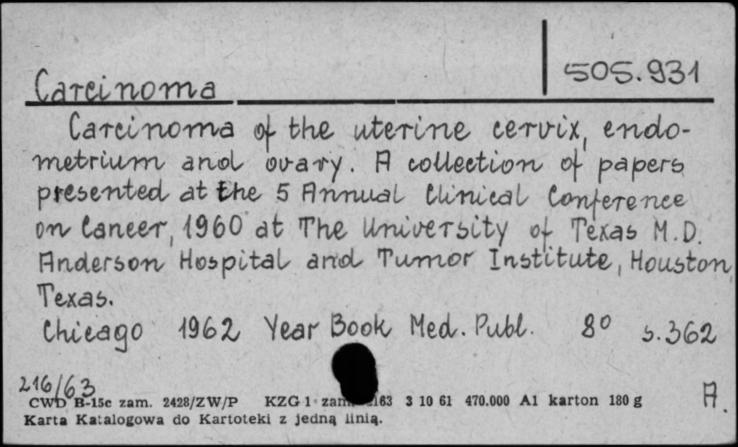 505.931
Carcinoma
Carcinoma of the uterine cervix, endo-
metrium and ovary. A collection of papers
presented at the 5 Annual Clinical Conference
on Cancer, 1960 at The University of Texas M.D.
Anderson Hospital and Tumor Institute, Houston,
Texas.
Chicago 1962 Year Book Med. Publ. 8° s.362
216/63
CWD B-15c zam. 2428/ZW/P KZG 1 zam. 63 3 10 61 470.000 A1 karton 180 g
A.
Karta Katalogowa do Kartoteki z jedną linią.